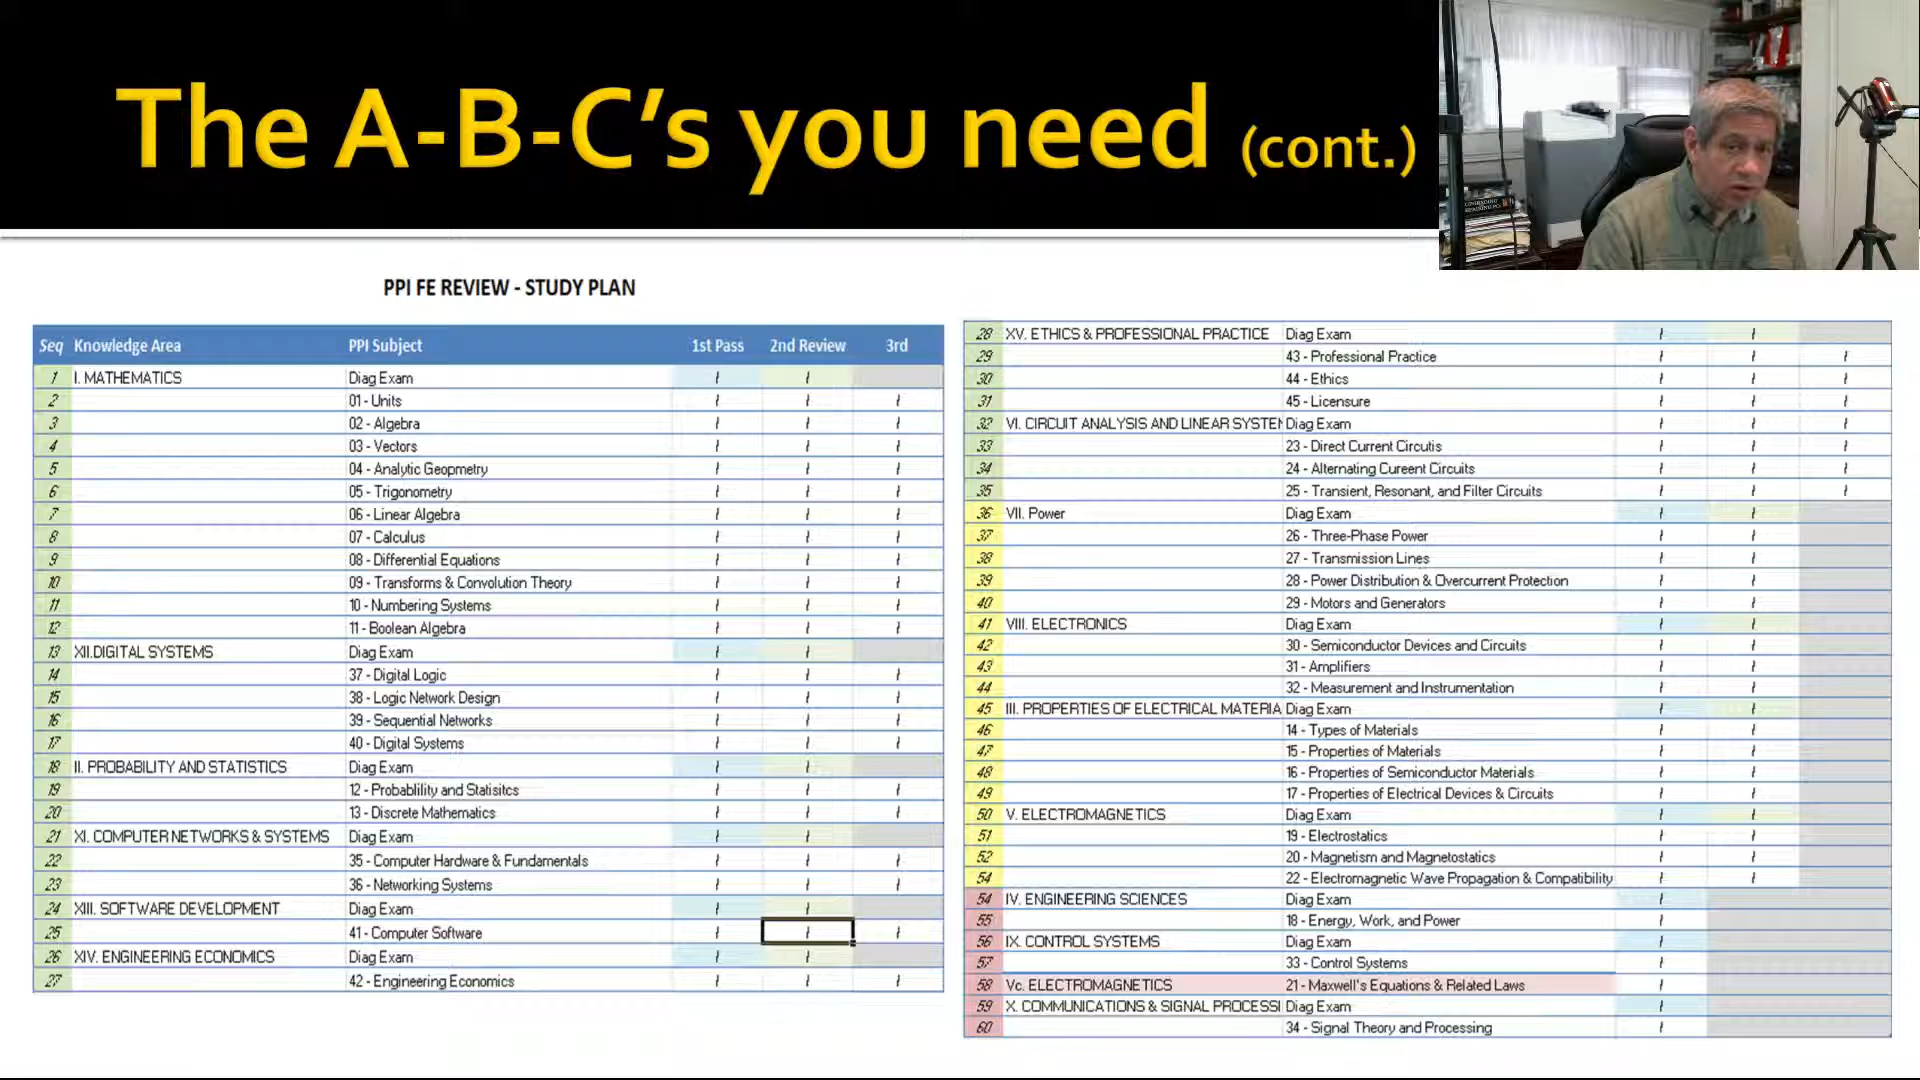 The A-B-C's you need (cont.)
PPI FE REVIEW - STUDY PLAN
Seq Knowledge Area PPI Subject 1st Pass 2nd Review 3rd
1 I. MATHEMATICS Diag Exam / /
2 01 - Units / / /
3 02 - Algebra / / /
4 03 - Vectors / / /
5 04 - Analytic Geopmetry / / /
6 05 - Trigonometry / / /
7 06 - Linear Algebra / / /
8 07 - Calculus / / /
9 08 - Differential Equations / / /
10 09 - Transforms & Convolution Theory / / /
11 10 - Numbering Systems / / /
12 11 - Boolean Algebra / / /
13 XII.DIGITAL SYSTEMS Diag Exam / /
14 37 - Digital Logic / / /
15 38 - Logic Network Design / / /
16 39 - Sequential Networks / / /
17 40 - Digital Systems / / /
18 II. PROBABILITY AND STATISTICS Diag Exam / /
19 12 - Probablility and Statisitcs / / /
20 13 - Discrete Mathematics / / /
21 XI. COMPUTER NETWORKS & SYSTEMS Diag Exam / /
22 35 - Computer Hardware & Fundamentals / / /
23 36 - Networking Systems / / /
24 XIII. SOFTWARE DEVELOPMENT Diag Exam / /
25 41 - Computer Software / / /
26 XIV. ENGINEERING ECONOMICS Diag Exam / /
27 42 - Engineering Economics / / /
28 XV. ETHICS & PROFESSIONAL PRACTICE Diag Exam / /
29 43 - Professional Practice / / /
30 44 - Ethics / / /
31 45 - Licensure / / /
32 VI. CIRCUIT ANALYSIS AND LINEAR SYSTEM Diag Exam / / /
33 23 - Direct Current Circutis / / /
34 24 - Alternating Cureent Circuits / / /
35 25 - Transient, Resonant, and Filter Circuits / / /
36 VII. Power Diag Exam / /
37 26 - Three-Phase Power / /
38 27 - Transmission Lines / /
39 28 - Power Distribution & Overcurrent Protection / /
40 29 - Motors and Generators / /
41 VIII. ELECTRONICS Diag Exam / /
42 30 - Semiconductor Devices and Circuits / /
43 31 - Amplifiers / /
44 32 - Measurement and Instrumentation / /
45 III. PROPERTIES OF ELECTRICAL MATERIA Diag Exam / /
46 14 - Types of Materials / /
47 15 - Properties of Materials / /
48 16 - Properties of Semiconductor Materials / /
49 17 - Properties of Electrical Devices & Circuits / /
50 V. ELECTROMAGNETICS Diag Exam / /
51 19 - Electrostatics / /
52 20 - Magnetism and Magnetostatics / /
54 22 - Electromagnetic Wave Propagation & Compatibility / /
54 IV. ENGINEERING SCIENCES Diag Exam /
55 18 - Energy, Work, and Power /
56 IX. CONTROL SYSTEMS Diag Exam /
57 33 - Control Systems /
58 Vc. ELECTROMAGNETICS 21 - Maxwell's Equations & Related Laws /
59 X. COMMUNICATIONS & SIGNAL PROCESSI Diag Exam /
60 34 - Signal Theory and Processing /